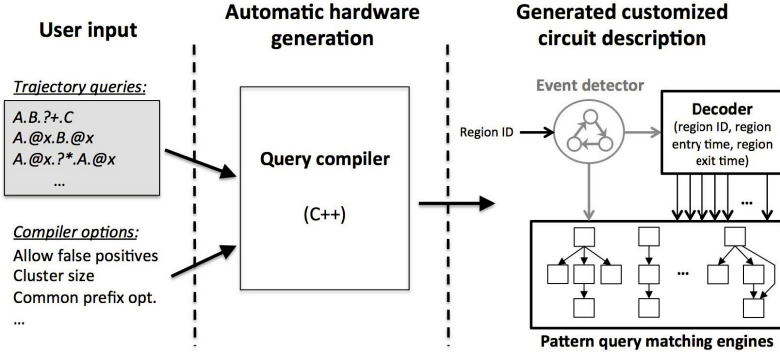 User input
Automatic hardware
generation
Generated customized
circuit description
Trajectory queries:
A.B.?+.C
A.@x.B.@x
A.@x.?*.A.@x
...
Compiler options:
Allow false positives
Cluster size
Common prefix opt.
...
Query compiler
(C++)
Event detector
Region ID
Decoder
(region ID, region
entry time, region
exit time)
...
...
Pattern query matching engines